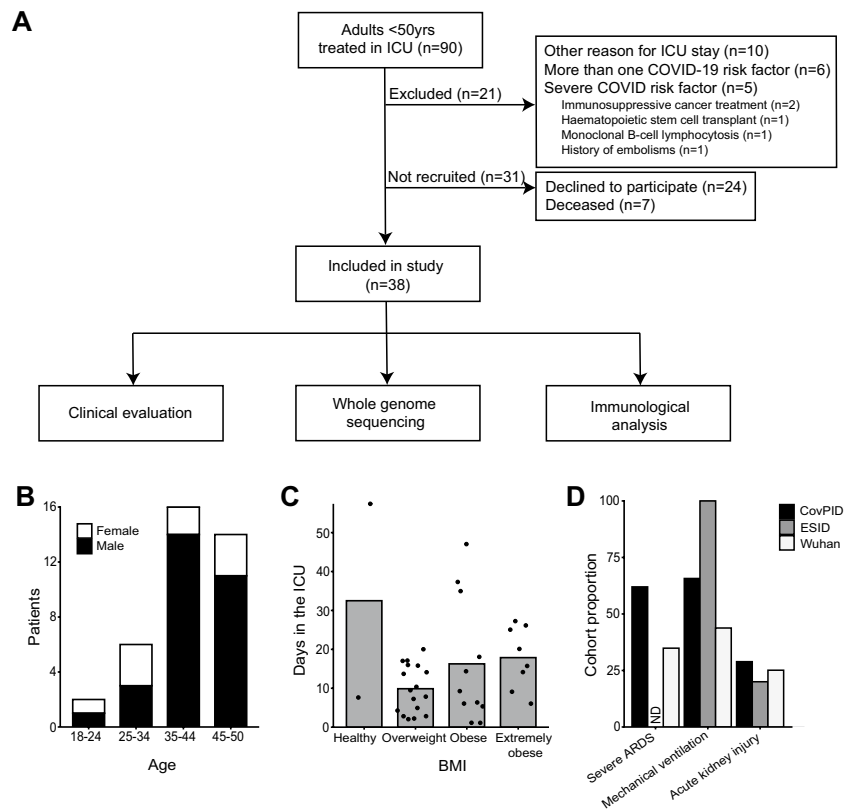 A
Adults <50yrs
treated in ICU (n=90)
Other reason for ICU stay (n=10)
More than one COVID-19 risk factor (n=6)
Severe COVID risk factor (n=5)
Immunosuppressive cancer treatment (n=2)
Haematopoietic stem cell transplant (n=1)
Monoclonal B-cell lymphocytosis (n=1)
History of embolisms (n=1)
Excluded (n=21)
Not recruited (n=31)
Declined to participate (n=24)
Deceased (n=7)
Included in study
(n=38)
Clinical evaluation
Whole genome
sequencing
Immunological
analysis
B
16
12
8
4
0
Patients
Female
Male
18-24 25-34 35-44 45-50
Age
C
50
40
30
20
10
0
Days in the ICU
Healthy Overweight Obese Extremely
obese
BMI
D
100
75
50
25
0
Cohort proportion
CovPID
ESID
Wuhan
ND
Severe ARDS
Mechanical ventilation
Acute kidney injury